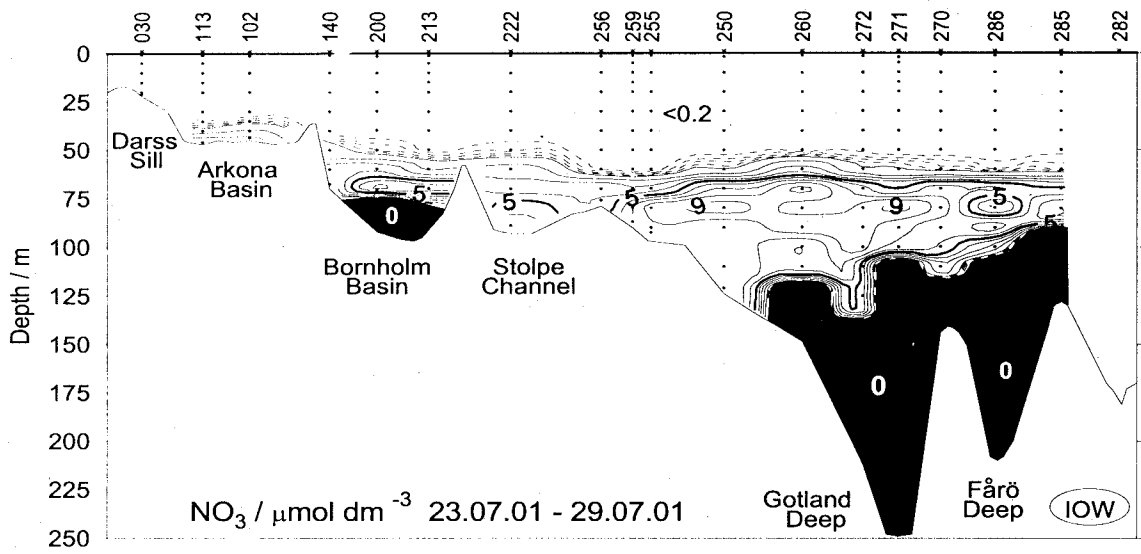 030 113 102 140 200 213 222 256 259 255 250 260 272 271 270 286 285 282
0
25
50
75
100
125
150
175
200
225
250
Depth / m
<0.2
Darss
Sill
Arkona
Basin
5
5
5
9
9
5
5
0
Bornholm
Basin
Stolpe
Channel
0
0
Gotland
Deep
Fårö
Deep
NO₃ / μmol dm⁻³ 23.07.01 - 29.07.01
IOW